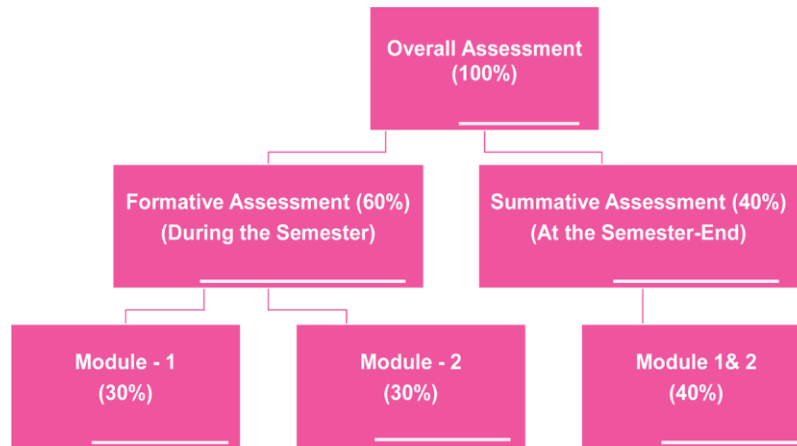 Overall Assessment
(100%)
Formative Assessment (60%)
(During the Semester)
Summative Assessment (40%)
(At the Semester-End)
Module - 1
(30%)
Module - 2
(30%)
Module 1& 2
(40%)